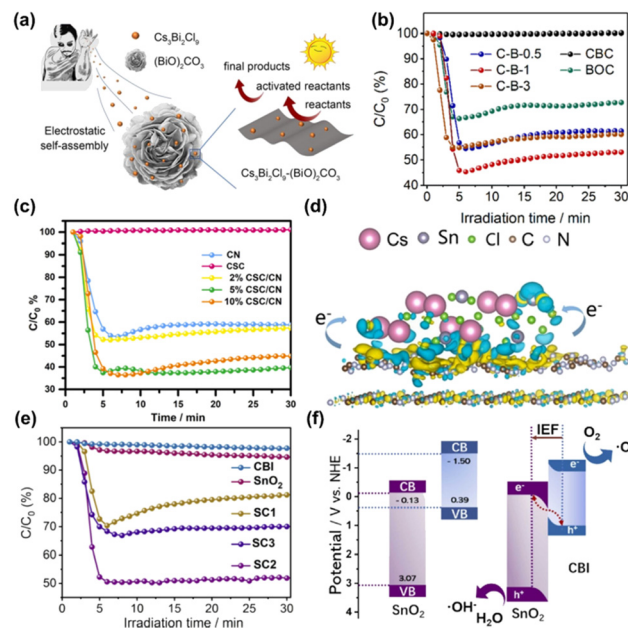 (a)
Cs3Bi2Cl9
(BiO)2CO3
final products
activated reactants
reactants
Electrostatic
self-assembly
Cs3Bi2Cl9-(BiO)2CO3
(b)
C/C0 (%)
100
90
80
70
60
50
40
C-B-0.5
CBC
C-B-1
BOC
C-B-3
0 5 10 15 20 25 30
Irradiation time / min
(c)
C/C0 %
100
90
80
70
60
50
40
30
CN
CSC
2% CSC/CN
5% CSC/CN
10% CSC/CN
0 5 10 15 20 25 30
Time / min
(d)
Cs Sn Cl C N
e-
e-
(e)
C/C0 (%)
100
95
90
85
80
75
70
65
60
55
50
45
CBI
SnO2
SC1
SC3
SC2
0 5 10 15 20 25 30
Irradiation time / min
(f)
Potential / V vs. NHE
-2
-1
0
1
2
3
4
CB
- 1.50
CB
- 0.13
0.39
VB
3.07
VB
SnO2
IEF
O2
e-
e-
h+
CBI
·OH-
H2O
h+
SnO2